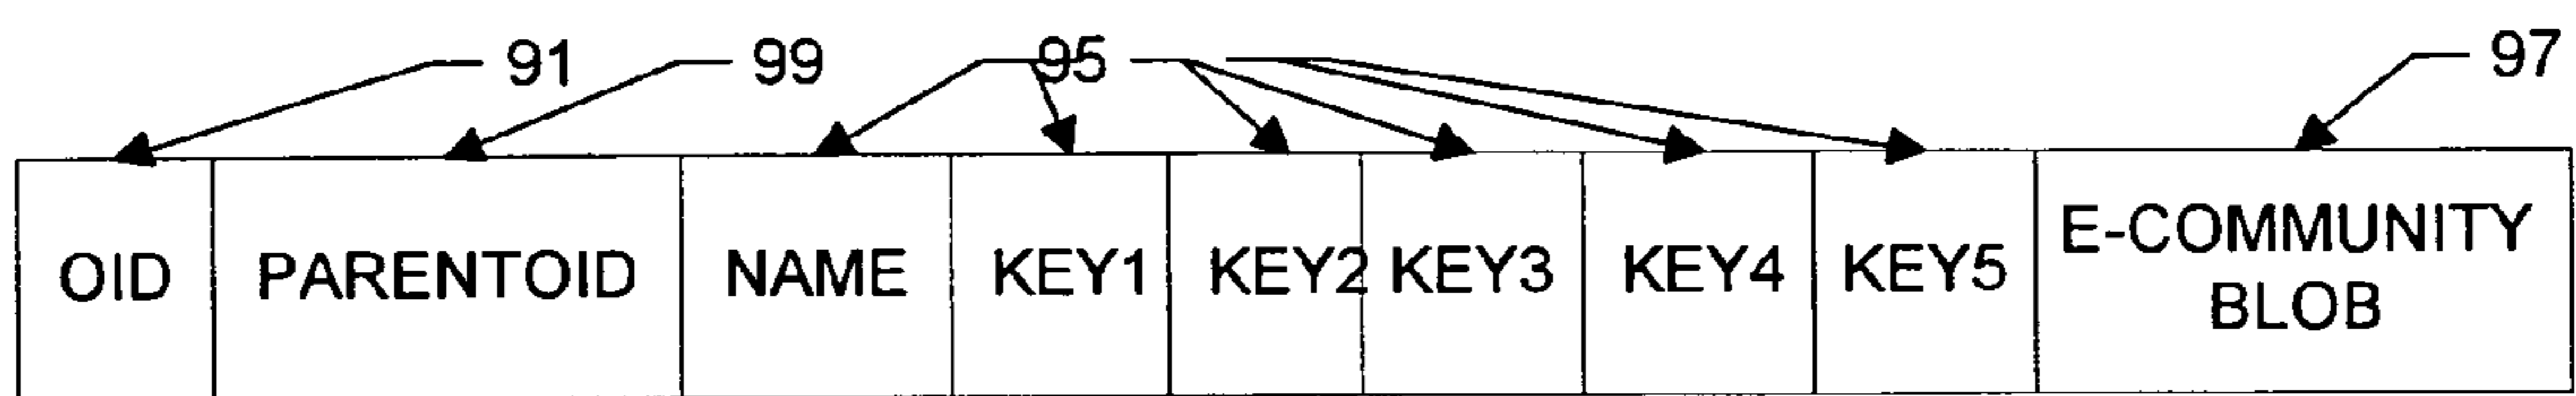 91 99 95 97
OID PARENTOID NAME KEY1 KEY2 KEY3 KEY4 KEY5 E-COMMUNITY
BLOB